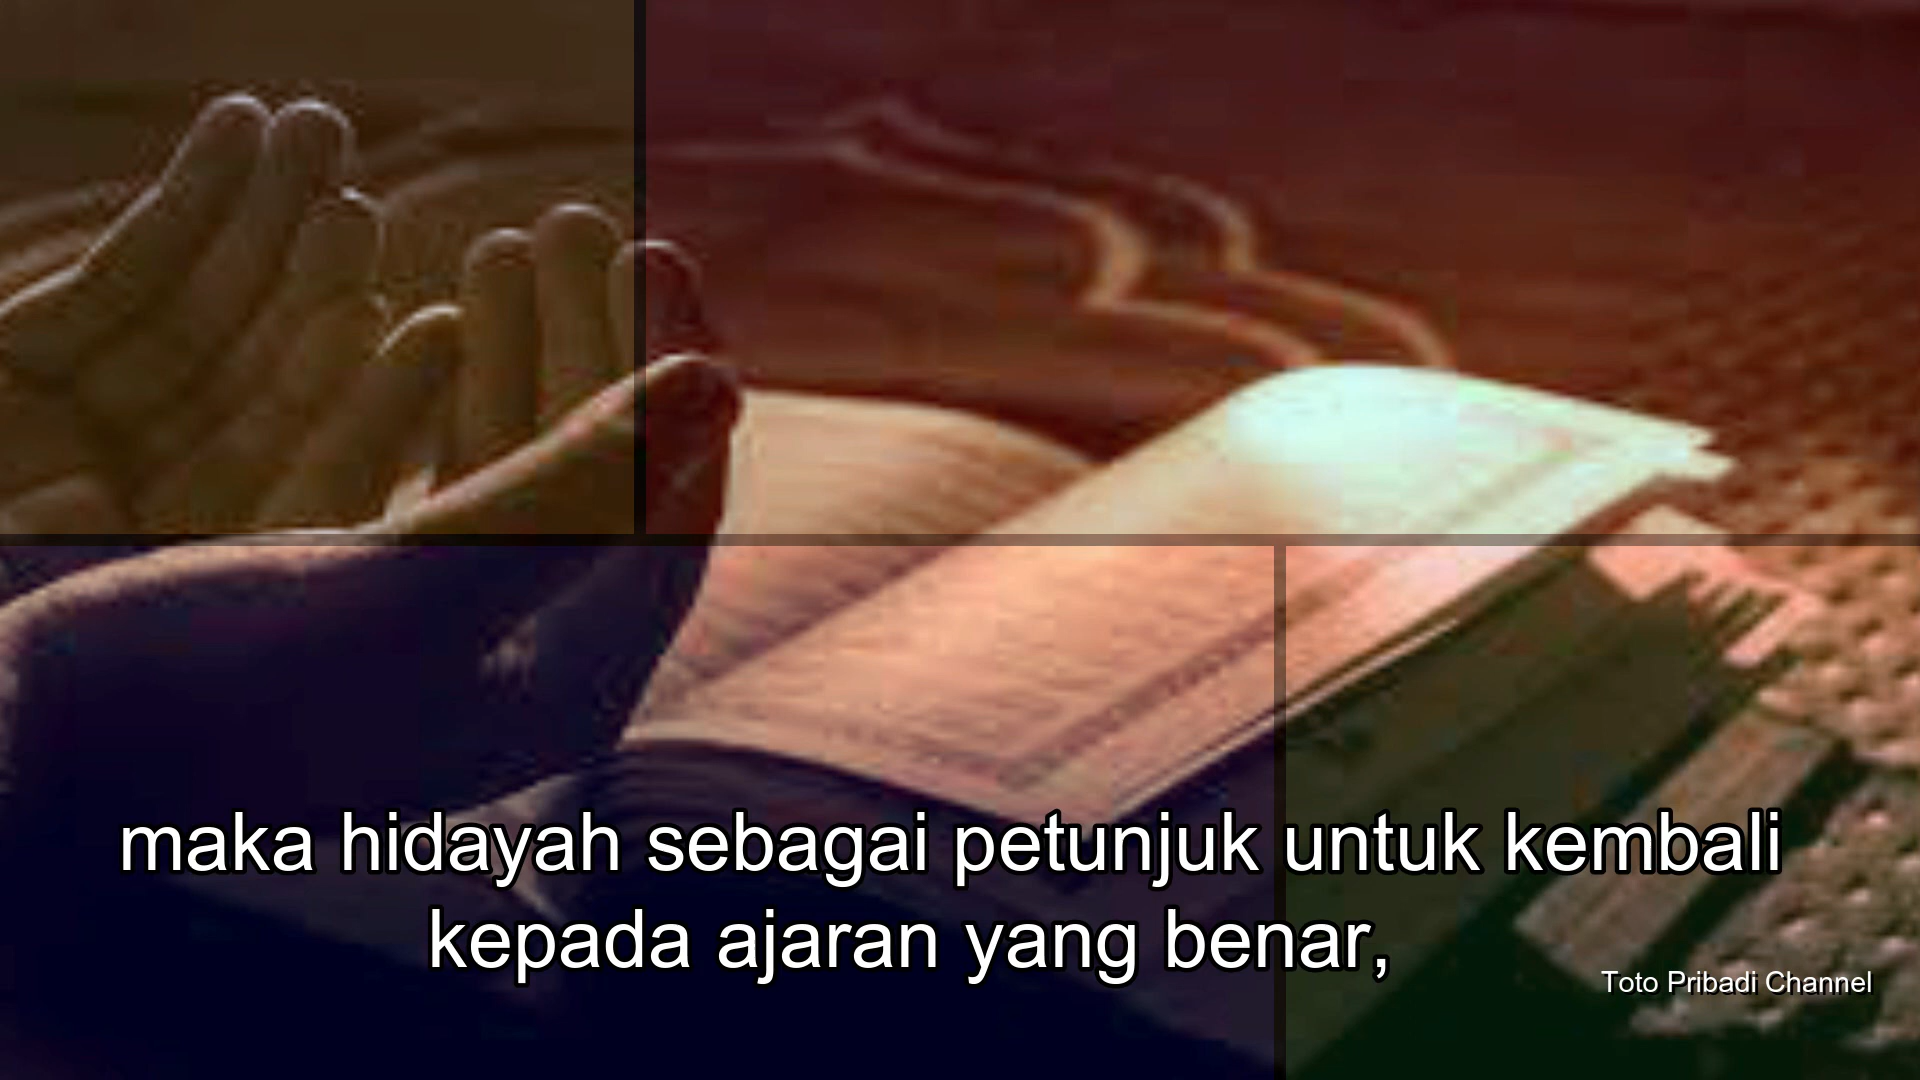 maka hidayah sebagai petunjuk untuk kembali
kepada ajaran yang benar,
Toto Pribadi Channel